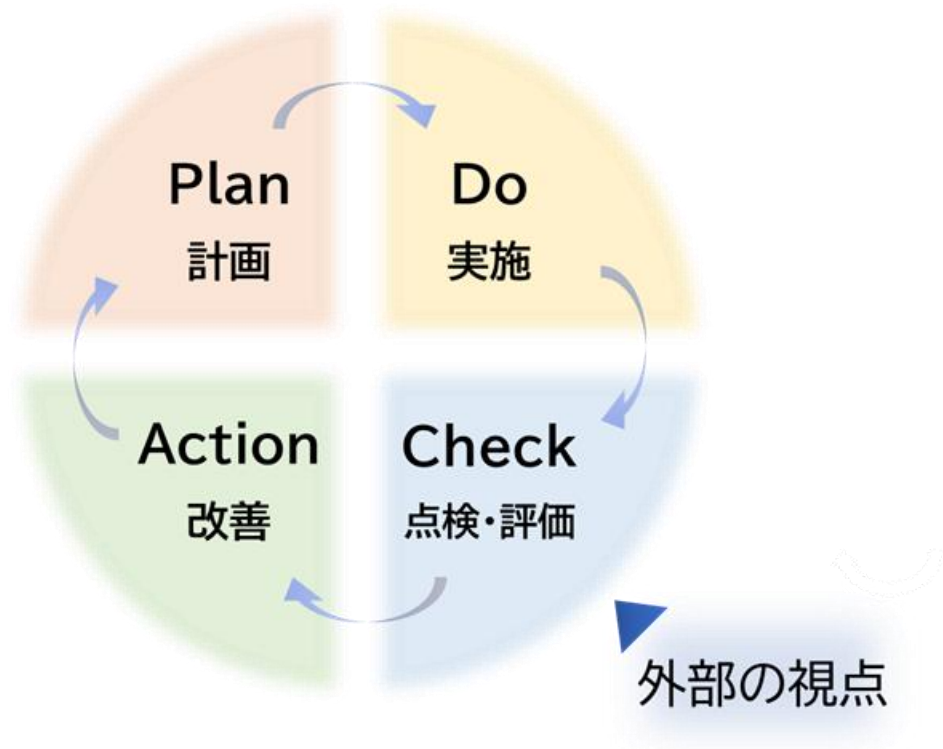 Plan
計画
Do
実施
Action
改善
Check
点検・評価
外部の視点